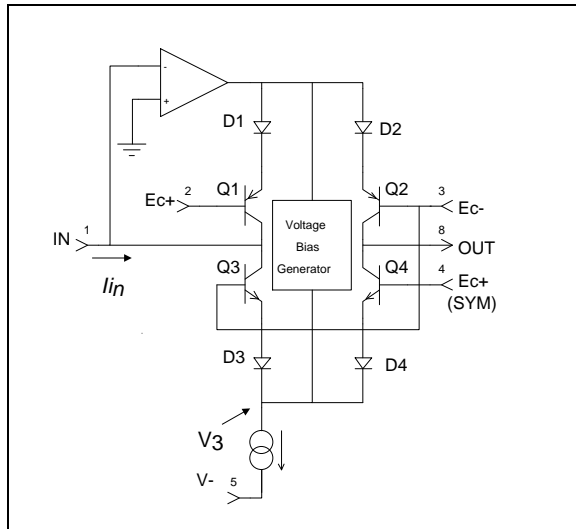 -
+
D1
D2
Q1
Q2
2
Ec+
3
Ec-
Voltage
Bias
Generator
IN
1
8
OUT
Iin
Q3
Q4
4
Ec+
(SYM)
D3
D4
V3
V-
5